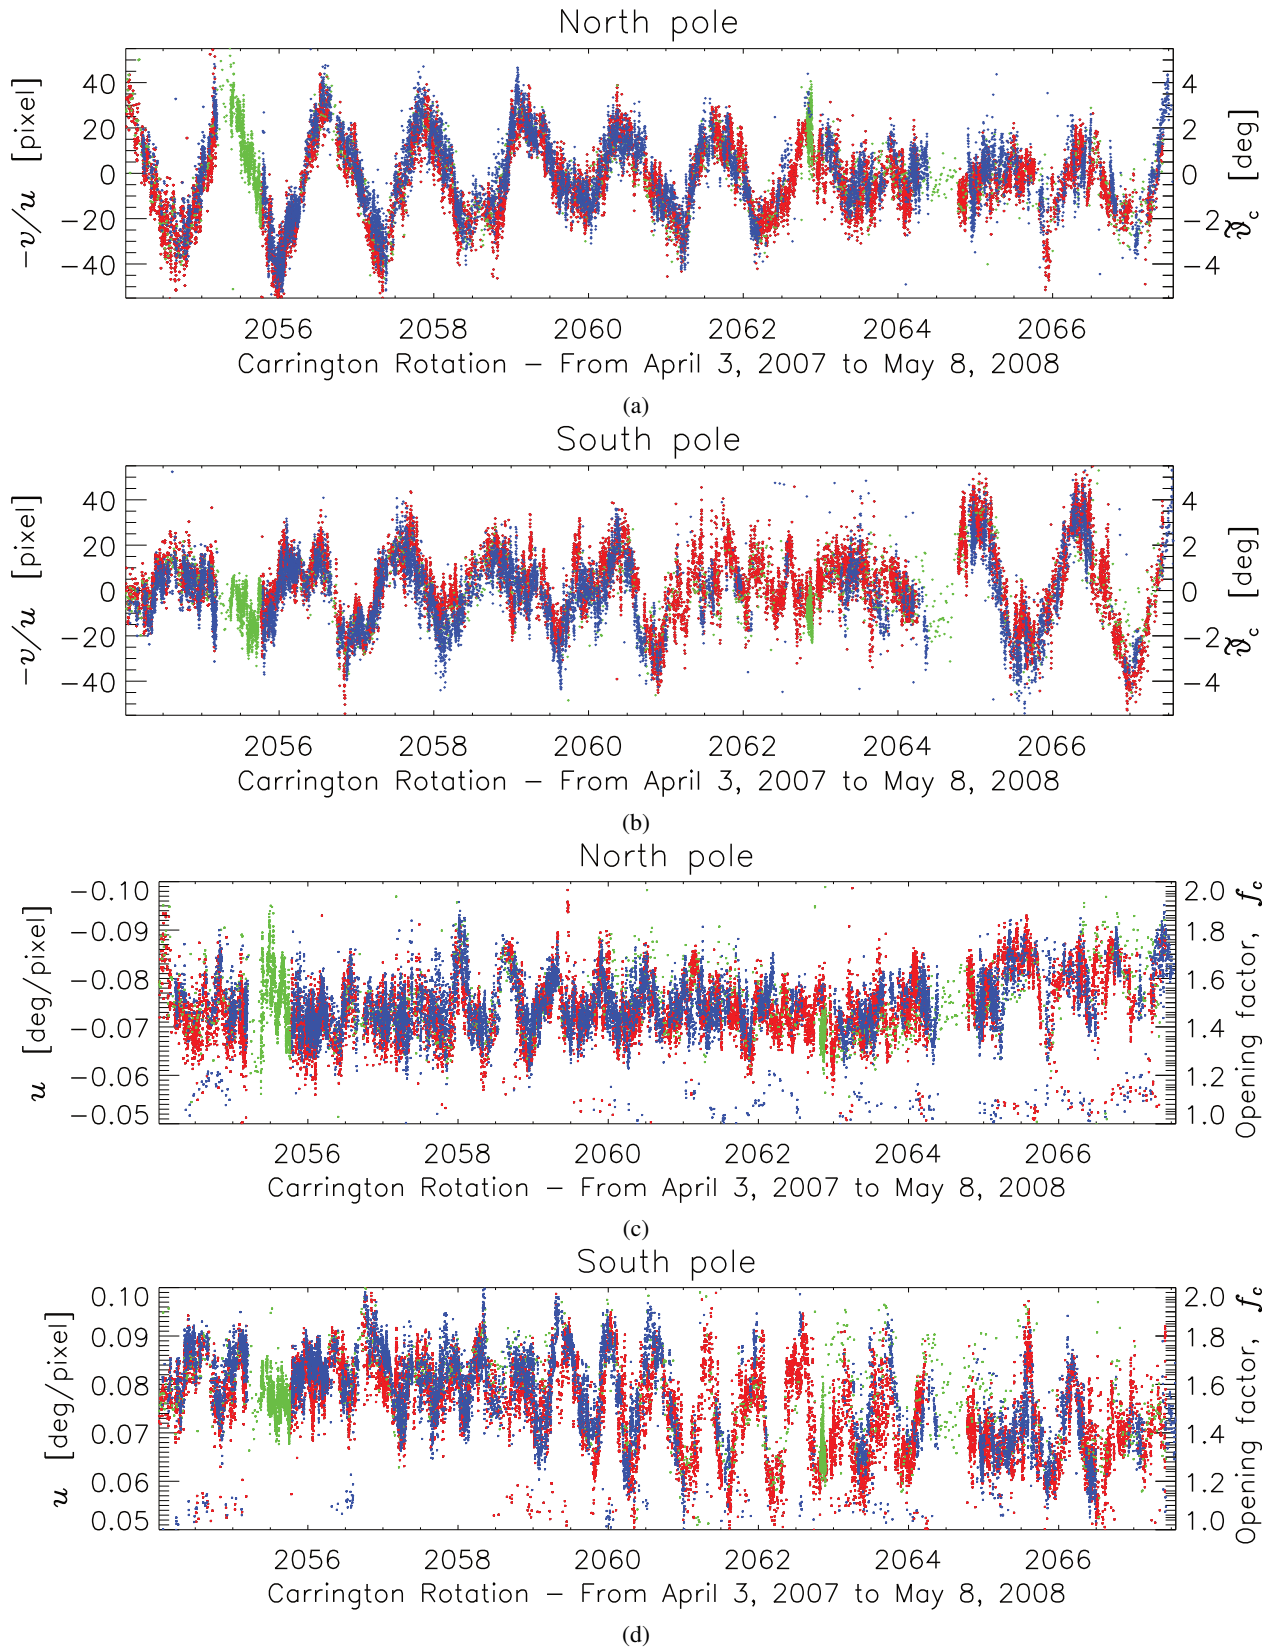 North pole
40
20
0
−20
−40
−v/u [pixel]
4
2
0
−2
−4
ϑ̃c [deg]
2056 2058 2060 2062 2064 2066
Carrington Rotation − From April 3, 2007 to May 8, 2008
(a)
South pole
40
20
0
−20
−40
−v/u [pixel]
4
2
0
−2
−4
ϑ̃c [deg]
2056 2058 2060 2062 2064 2066
Carrington Rotation − From April 3, 2007 to May 8, 2008
(b)
North pole
−0.10
−0.09
−0.08
−0.07
−0.06
−0.05
u [deg/pixel]
2.0
1.8
1.6
1.4
1.2
1.0
Opening factor, fc
2056 2058 2060 2062 2064 2066
Carrington Rotation − From April 3, 2007 to May 8, 2008
(c)
South pole
0.10
0.09
0.08
0.07
0.06
0.05
u [deg/pixel]
2.0
1.8
1.6
1.4
1.2
1.0
Opening factor, fc
2056 2058 2060 2062 2064 2066
Carrington Rotation − From April 3, 2007 to May 8, 2008
(d)